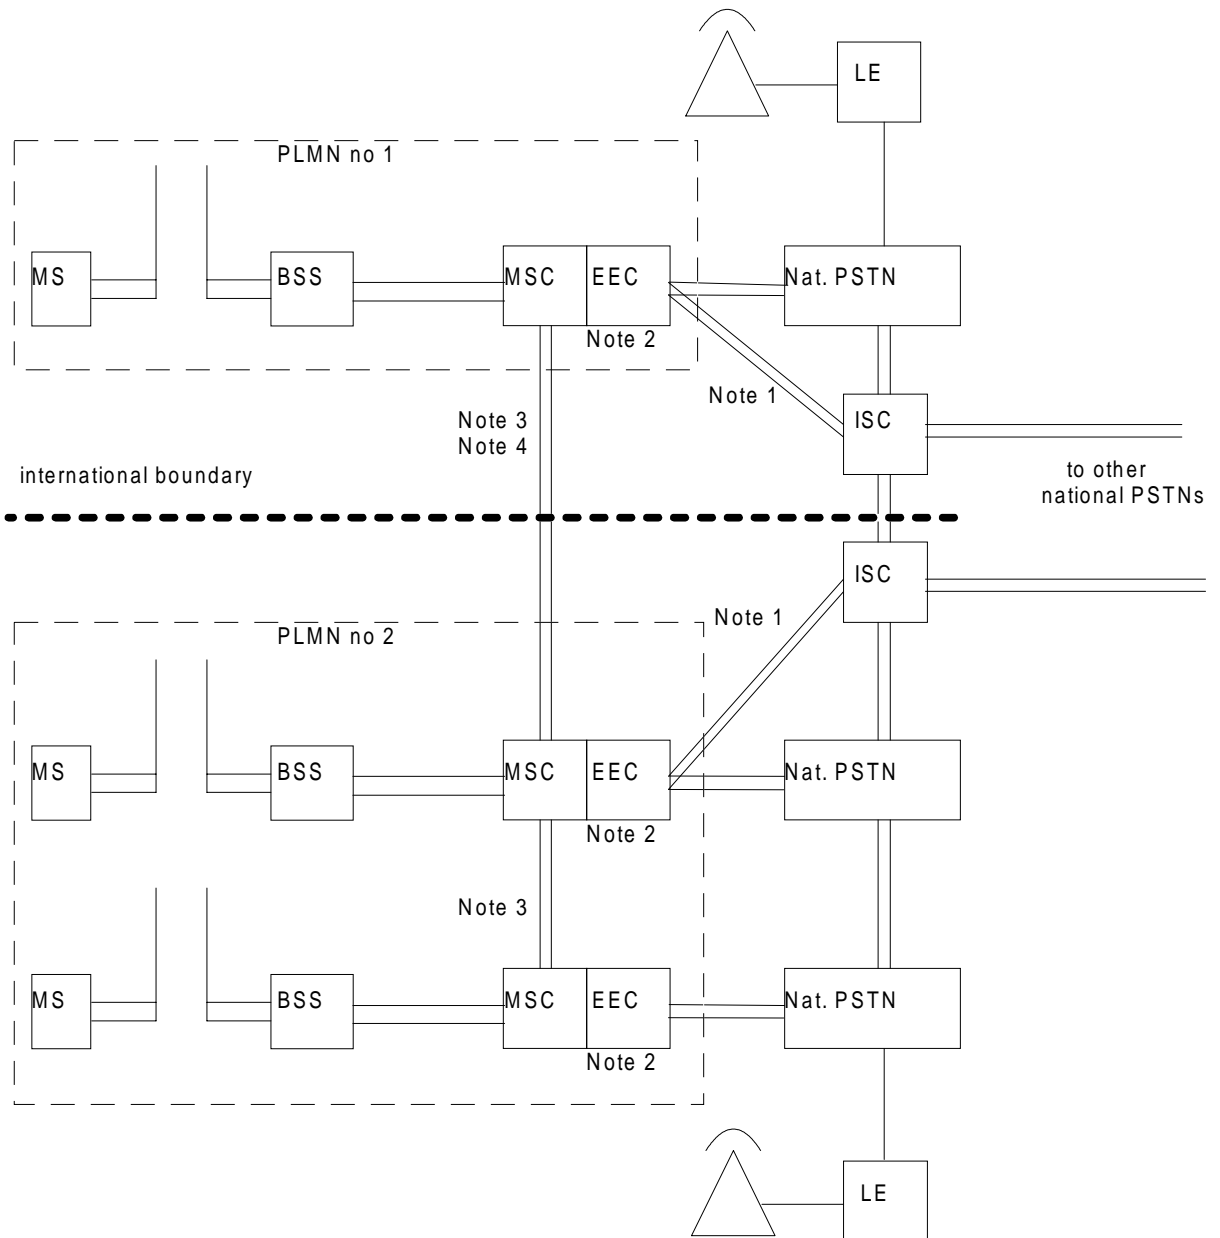 LE
PLMN no 1
MS
BSS
MSC
EEC
Nat. PSTN
Note 2
Note 1
Note 3
Note 4
ISC
to other
national PSTNs
international boundary
ISC
Note 1
PLMN no 2
MS
BSS
MSC
EEC
Nat. PSTN
Note 2
Note 3
MS
BSS
MSC
EEC
Nat. PSTN
Note 2
LE